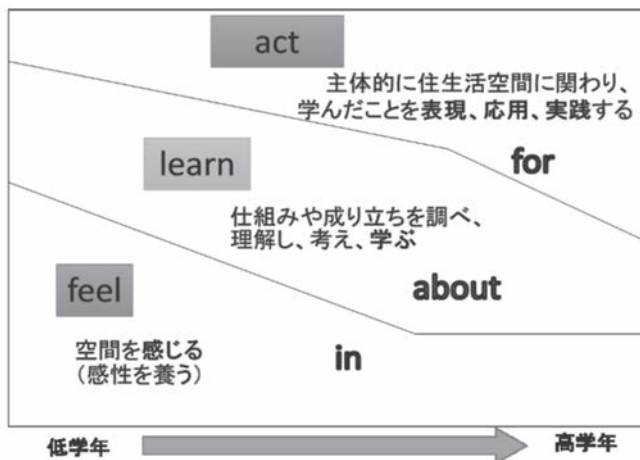 act
主体的に住生活空間に関わり、
学んだことを表現、応用、実践する
for
learn
仕組みや成り立ちを調べ、
理解し、考え、学ぶ
about
feel
空間を感じる
（感性を養う）
in
低学年
高学年